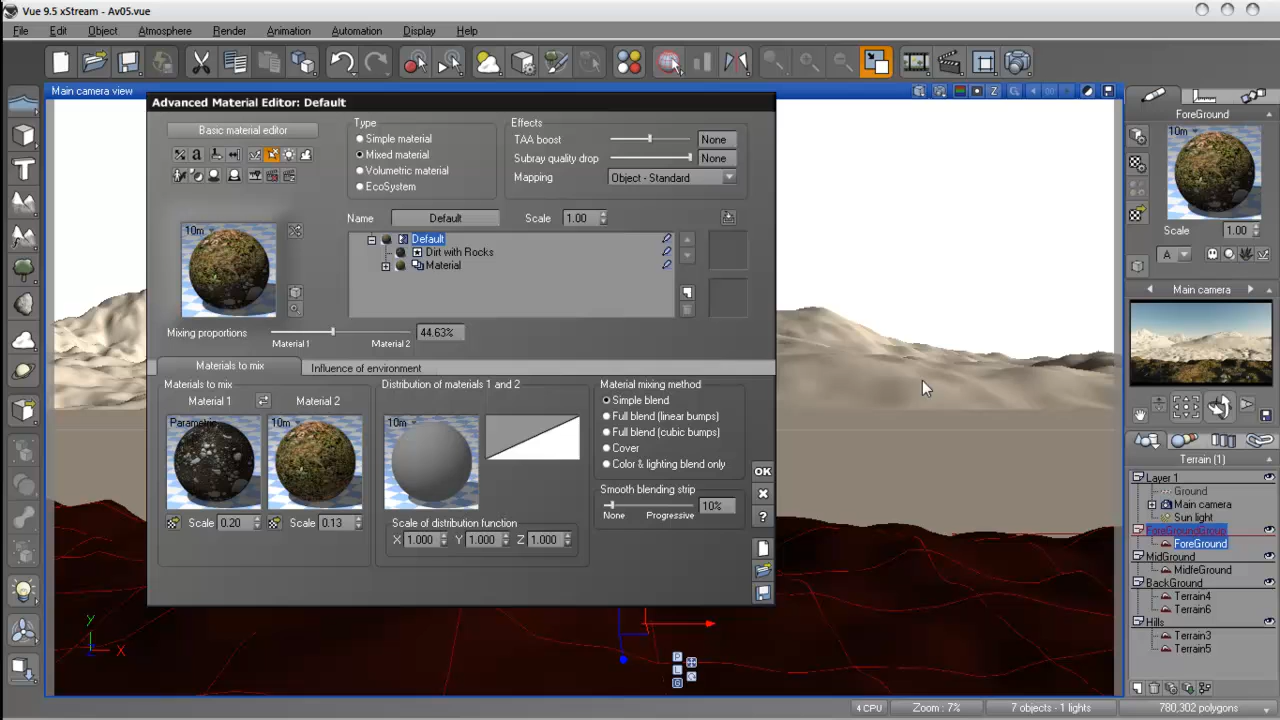 Vue 9.5 xStream - Av05.vue
File Edit Object Atmosphere Render Animation Automation Display Help
Main camera view
Advanced Material Editor: Default
Basic material editor
Type
Simple material
Mixed material
Volumetric material
EcoSystem
Effects
TAA boost None
Subray quality drop None
Mapping Object - Standard
Name Default Scale 1.00
10m
Default
Dirt with Rocks
Material
Mixing proportions 44.63%
Material 1 Material 2
Materials to mix Influence of environment
Materials to mix
Material 1 Material 2
Parametric 10m
Scale 0.20 Scale 0.13
Distribution of materials 1 and 2
10m
Scale of distribution function
X 1.000 Y 1.000 Z 1.000
Material mixing method
Simple blend
Full blend (linear bumps)
Full blend (cubic bumps)
Cover
Color & lighting blend only
Smooth blending strip
10%
None Progressive
OK
?
Y
X
ForeGround
10m
Scale 1.00
A
Main camera
Terrain (1)
Layer 1
Ground
Main camera
Sun light
ForeGroundGroup
ForeGround
MidGround
MidfeGround
BackGround
Terrain4
Terrain6
Hills
Terrain3
Terrain5
4 CPU Zoom : 7% 7 objects - 1 lights 780,302 polygons